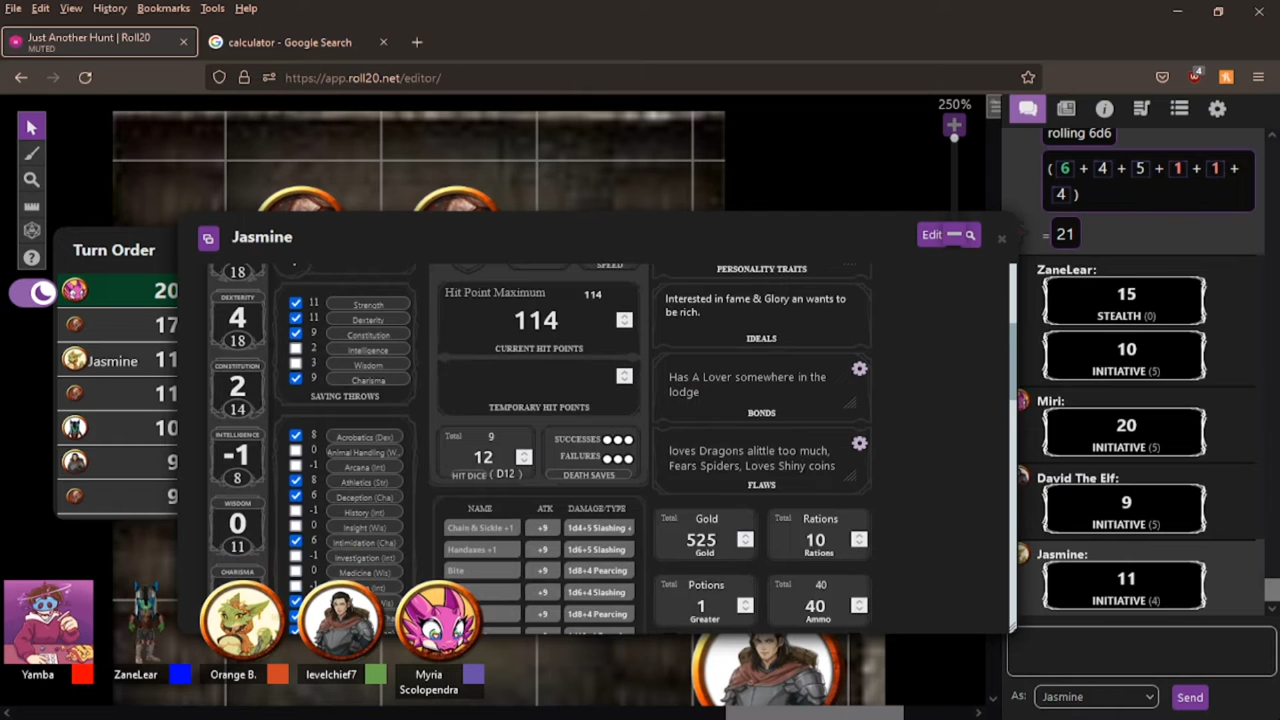 File Edit View History Bookmarks Tools Help
Just Another Hunt | Roll20
MUTED
calculator - Google Search
https://app.roll20.net/editor/
4
250%
rolling 6d6
( 6 + 4 + 5 + 1 + 1 +
4 )
= 21
ZaneLear:
15
STEALTH (0)
10
INITIATIVE (5)
Miri:
20
INITIATIVE (5)
David The Elf:
9
INITIATIVE (5)
Jasmine:
11
INITIATIVE (4)
As: Jasmine
Send
Turn Order
20
17
Jasmine 11
11
10
9
9
Jasmine
Edit
18
DEXTERITY
4
18
CONSTITUTION
2
14
INTELLIGENCE
-1
8
WISDOM
0
11
CHARISMA
11 Strength
11 Dexterity
9 Constitution
2 Intelligence
3 Wisdom
9 Charisma
SAVING THROWS
8 Acrobatics (Dex)
0 Animal Handling (W..
-1 Arcana (Int)
8 Athletics (Str)
6 Deception (Cha)
-1 History (Int)
0 Insight (Wis)
6 Intimidation (Cha)
-1 Investigation (Int)
0 Medicine (Wis)
SPEED
Hit Point Maximum 114
114
CURRENT HIT POINTS
TEMPORARY HIT POINTS
Total 9
12
HIT DICE ( D12 )
SUCCESSES
FAILURES
DEATH SAVES
NAME ATK DAMAGE/TYPE
Chain & Sickle +1 +9 1d4+5 Slashing +
Handaxes +1 +9 1d6+5 Slashing
Bite +9 1d8+4 Pearcing
+9 1d6+4 Slashing
+9 1d8+4 Pearcing
PERSONALITY TRAITS
Interested in fame & Glory an wants to
be rich.
IDEALS
Has A Lover somewhere in the
lodge
BONDS
loves Dragons alittle too much,
Fears Spiders, Loves Shiny coins
FLAWS
Total Gold
525
Gold
Total Rations
10
Rations
Total Potions
1
Greater
Total 40
40
Ammo
Yamba
ZaneLear
Orange B.
levelchief7
Myria
Scolopendra